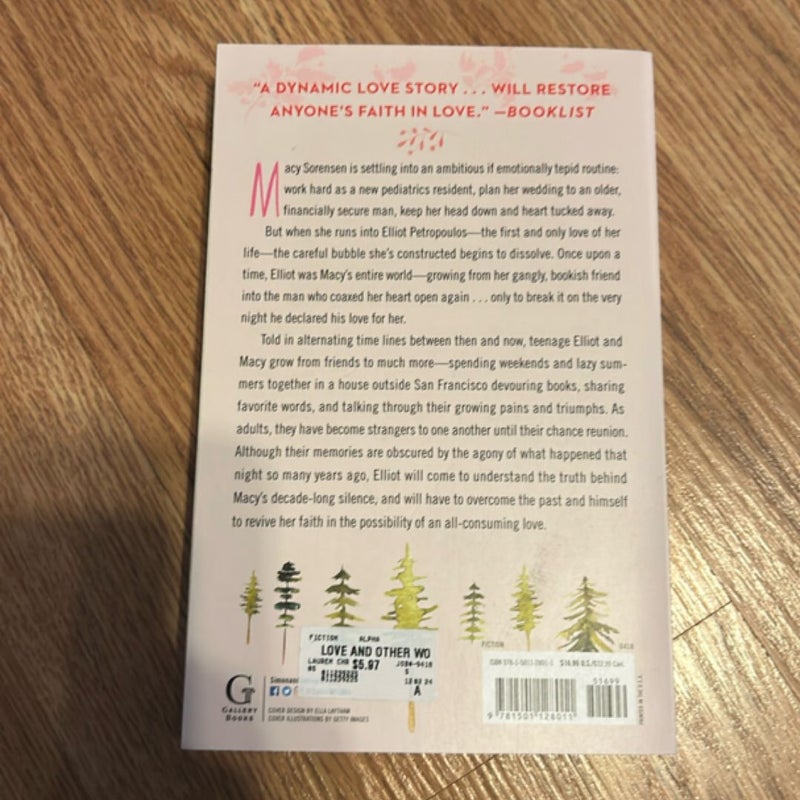 "A DYNAMIC LOVE STORY . . . WILL RESTORE
ANYONE'S FAITH IN LOVE." —BOOKLIST
Macy Sorensen is settling into an ambitious if emotionally tepid routine:
work hard as a new pediatrics resident, plan her wedding to an older,
financially secure man, keep her head down and heart tucked away.
But when she runs into Elliot Petropoulos—the first and only love of her
life—the careful bubble she's constructed begins to dissolve. Once upon a
time, Elliot was Macy's entire world—growing from her gangly, bookish friend
into the man who coaxed her heart open again . . . only to break it on the very
night he declared his love for her.
Told in alternating time lines between then and now, teenage Elliot and
Macy grow from friends to much more—spending weekends and lazy sum-
mers together in a house outside San Francisco devouring books, sharing
favorite words, and talking through their growing pains and triumphs. As
adults, they have become strangers to one another until their chance reunion.
Although their memories are obscured by the agony of what happened that
night so many years ago, Elliot will come to understand the truth behind
Macy's decade-long silence, and will have to overcome the past and himself
to revive her faith in the possibility of an all-consuming love.
FICTION ALPHA
LOVE AND OTHER WO
LAUREN CHR $5.97
A
G
GALLERY
BOOKS
COVER DESIGN BY ELLA LAYTHAM
COVER ILLUSTRATIONS BY GETTY IMAGES
FICTION 0418
51699
9 781501 128011
PRINTED IN THE U.S.A.